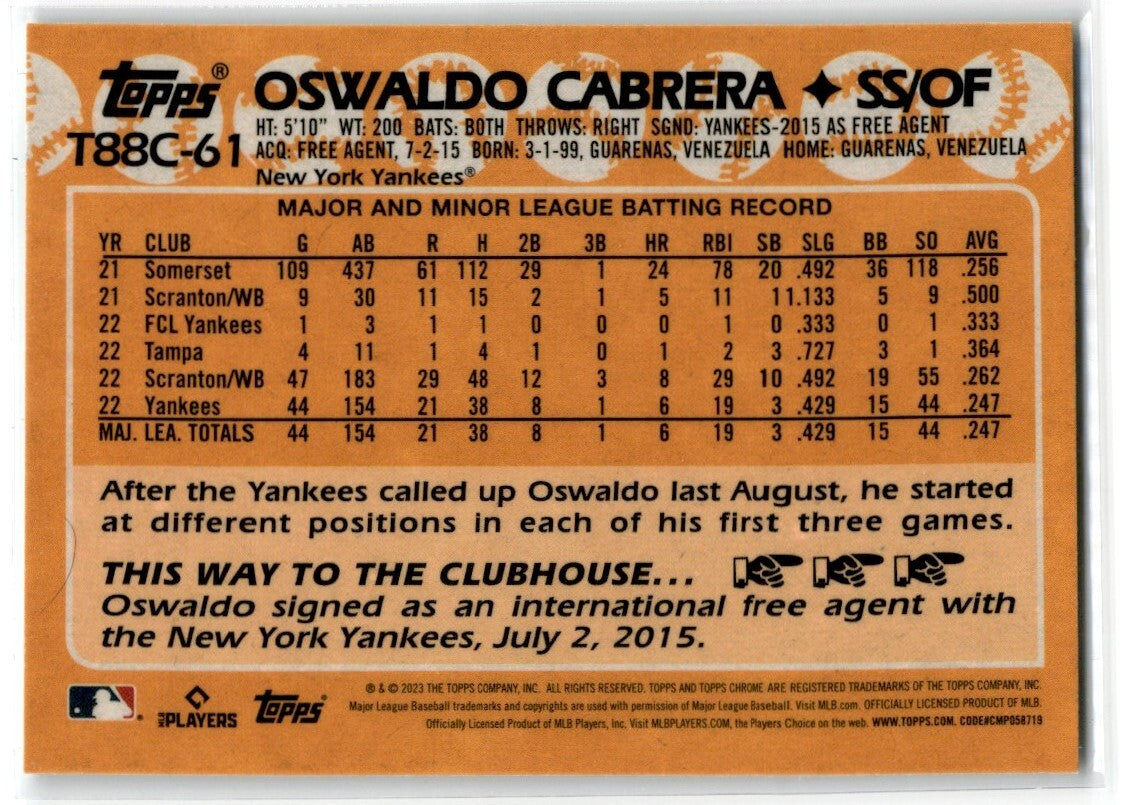 Topps® OSWALDO CABRERA ✦ SS/OF
T88C-61
HT: 5'10" WT: 200 BATS: BOTH THROWS: RIGHT SGND: YANKEES-2015 AS FREE AGENT
ACQ: FREE AGENT, 7-2-15 BORN: 3-1-99, GUARENAS, VENEZUELA HOME: GUARENAS, VENEZUELA
New York Yankees®
MAJOR AND MINOR LEAGUE BATTING RECORD
YR CLUB G AB R H 2B 3B HR RBI SB SLG BB SO AVG
21 Somerset 109 437 61 112 29 1 24 78 20 .492 36 118 .256
21 Scranton/WB 9 30 11 15 2 1 5 11 1 1.133 5 9 .500
22 FCL Yankees 1 3 1 1 0 0 0 1 0 .333 0 1 .333
22 Tampa 4 11 1 4 1 0 1 2 3 .727 3 1 .364
22 Scranton/WB 47 183 29 48 12 3 8 29 10 .492 19 55 .262
22 Yankees 44 154 21 38 8 1 6 19 3 .429 15 44 .247
MAJ. LEA. TOTALS 44 154 21 38 8 1 6 19 3 .429 15 44 .247
After the Yankees called up Oswaldo last August, he started
at different positions in each of his first three games.
THIS WAY TO THE CLUBHOUSE...
Oswaldo signed as an international free agent with
the New York Yankees, July 2, 2015.
MLB PLAYERS
Topps
® & © 2023 THE TOPPS COMPANY, INC. ALL RIGHTS RESERVED. TOPPS AND TOPPS CHROME ARE REGISTERED TRADEMARKS OF THE TOPPS COMPANY, INC.
Major League Baseball trademarks and copyrights are used with permission of Major League Baseball. Visit MLB.com. OFFICIALLY LICENSED PRODUCT OF MLB.
Officially Licensed Product of MLB Players, Inc. Visit MLBPLAYERS.COM, the Players Choice on the web. WWW.TOPPS.COM. CODE#CMP058719